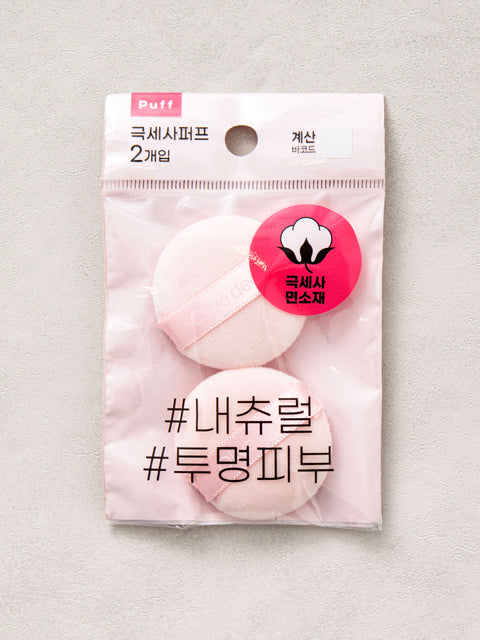 Puff
극세사퍼프
2개입
계산
바코드
극세사
면소재
#내츄럴
#투명피부